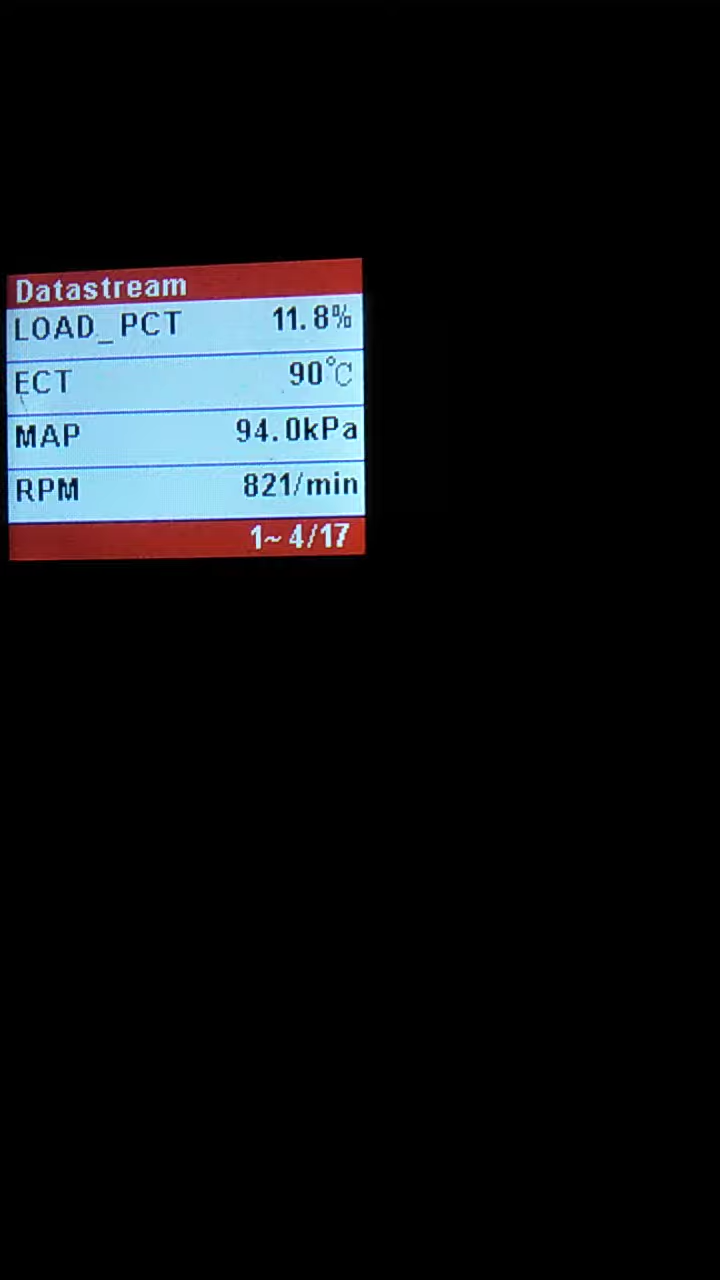 Datastream
LOAD_PCT 11.8%
ECT 90℃
MAP 94.0kPa
RPM 821/min
1~ 4/17